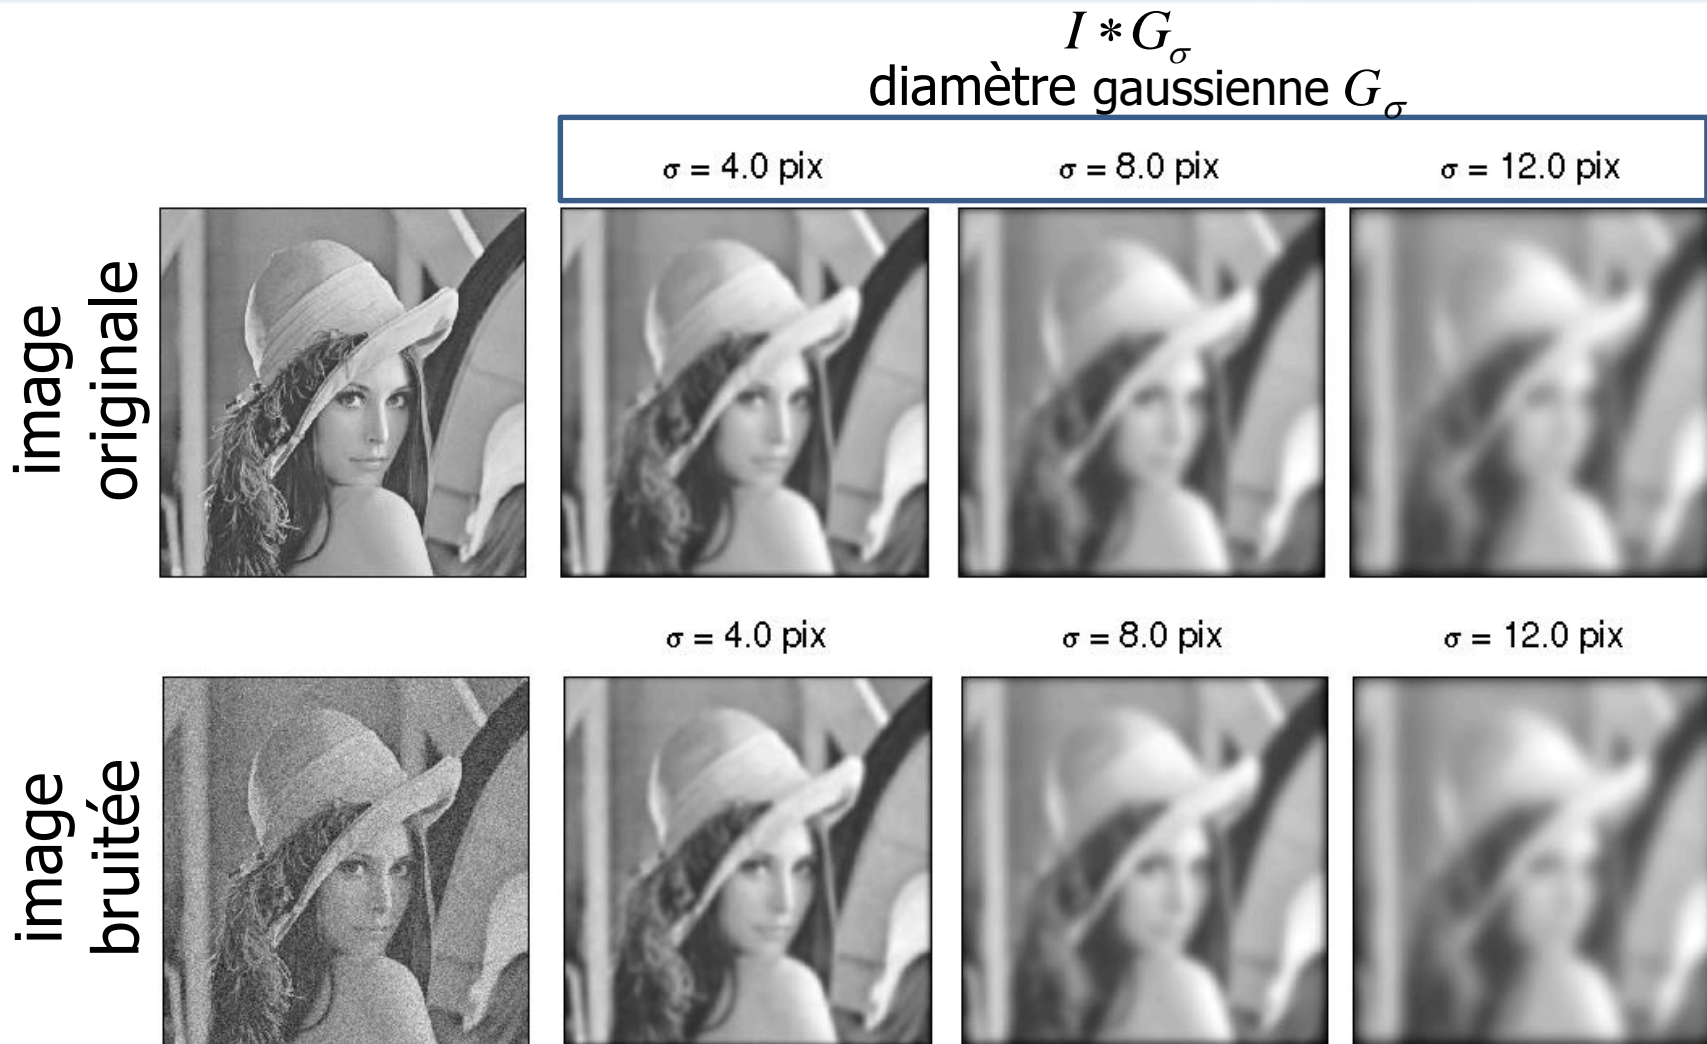 I * Gσ
diamètre gaussienne Gσ
σ = 4.0 pix σ = 8.0 pix σ = 12.0 pix
image
originale
σ = 4.0 pix σ = 8.0 pix σ = 12.0 pix
image
bruitée